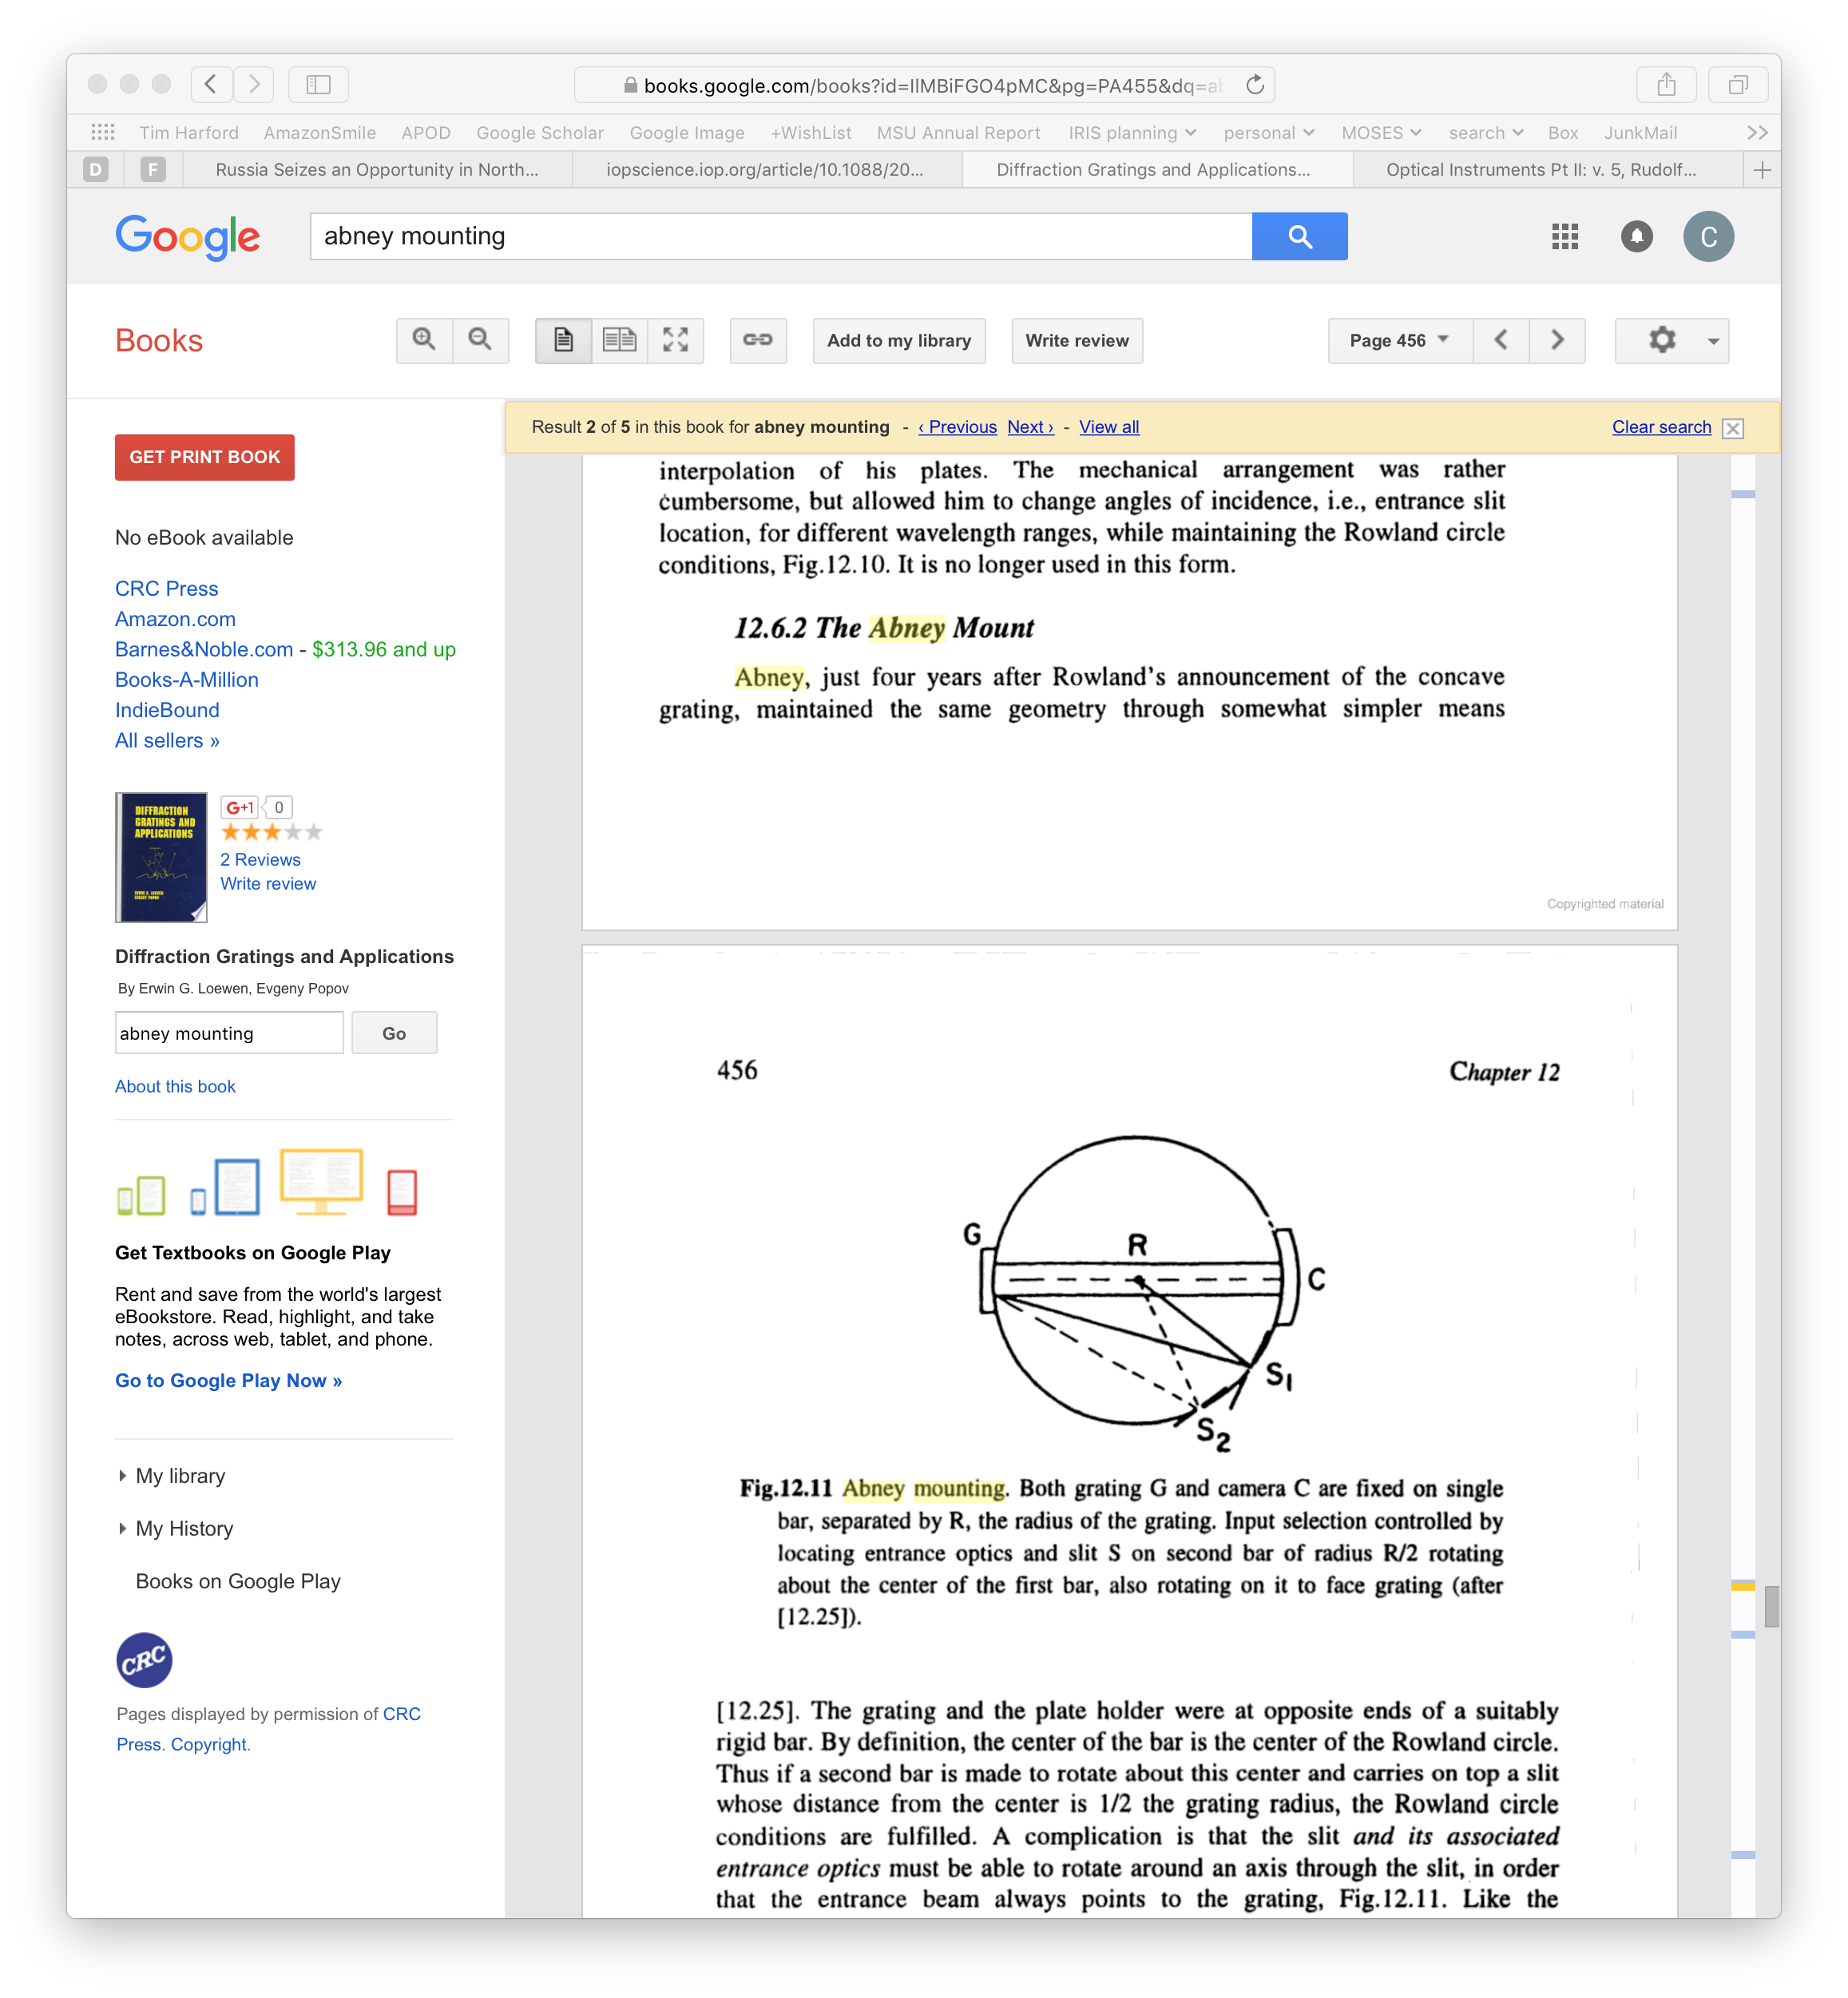 books.google.com/books?id=IlMBiFGO4pMC&pg=PA455&dq=ab
Tim Harford AmazonSmile APOD Google Scholar Google Image +WishList MSU Annual Report IRIS planning personal MOSES search Box JunkMail >>
D F Russia Seizes an Opportunity in North... iopscience.iop.org/article/10.1088/20... Diffraction Gratings and Applications... Optical Instruments Pt II: v. 5, Rudolf... +
Google abney mounting C
Books Add to my library Write review Page 456
Result 2 of 5 in this book for abney mounting - ‹ Previous Next › - View all Clear search
GET PRINT BOOK
No eBook available
CRC Press
Amazon.com
Barnes&Noble.com - $313.96 and up
Books-A-Million
IndieBound
All sellers »
DIFFRACTION
GRATINGS AND
APPLICATIONS
ERWIN G. LOEWEN
EVGENY POPOV
G+1 0
2 Reviews
Write review
Diffraction Gratings and Applications
By Erwin G. Loewen, Evgeny Popov
abney mounting Go
About this book
Get Textbooks on Google Play
Rent and save from the world's largest
eBookstore. Read, highlight, and take
notes, across web, tablet, and phone.
Go to Google Play Now »
My library
My History
Books on Google Play
CRC
Pages displayed by permission of CRC
Press. Copyright.
interpolation of his plates. The mechanical arrangement was rather
cumbersome, but allowed him to change angles of incidence, i.e., entrance slit
location, for different wavelength ranges, while maintaining the Rowland circle
conditions, Fig.12.10. It is no longer used in this form.
12.6.2 The Abney Mount
Abney, just four years after Rowland's announcement of the concave
grating, maintained the same geometry through somewhat simpler means
Copyrighted material
456 Chapter 12
G
R
C
S1
S2
Fig.12.11 Abney mounting. Both grating G and camera C are fixed on single
bar, separated by R, the radius of the grating. Input selection controlled by
locating entrance optics and slit S on second bar of radius R/2 rotating
about the center of the first bar, also rotating on it to face grating (after
[12.25]).
[12.25]. The grating and the plate holder were at opposite ends of a suitably
rigid bar. By definition, the center of the bar is the center of the Rowland circle.
Thus if a second bar is made to rotate about this center and carries on top a slit
whose distance from the center is 1/2 the grating radius, the Rowland circle
conditions are fulfilled. A complication is that the slit and its associated
entrance optics must be able to rotate around an axis through the slit, in order
that the entrance beam always points to the grating, Fig.12.11. Like the